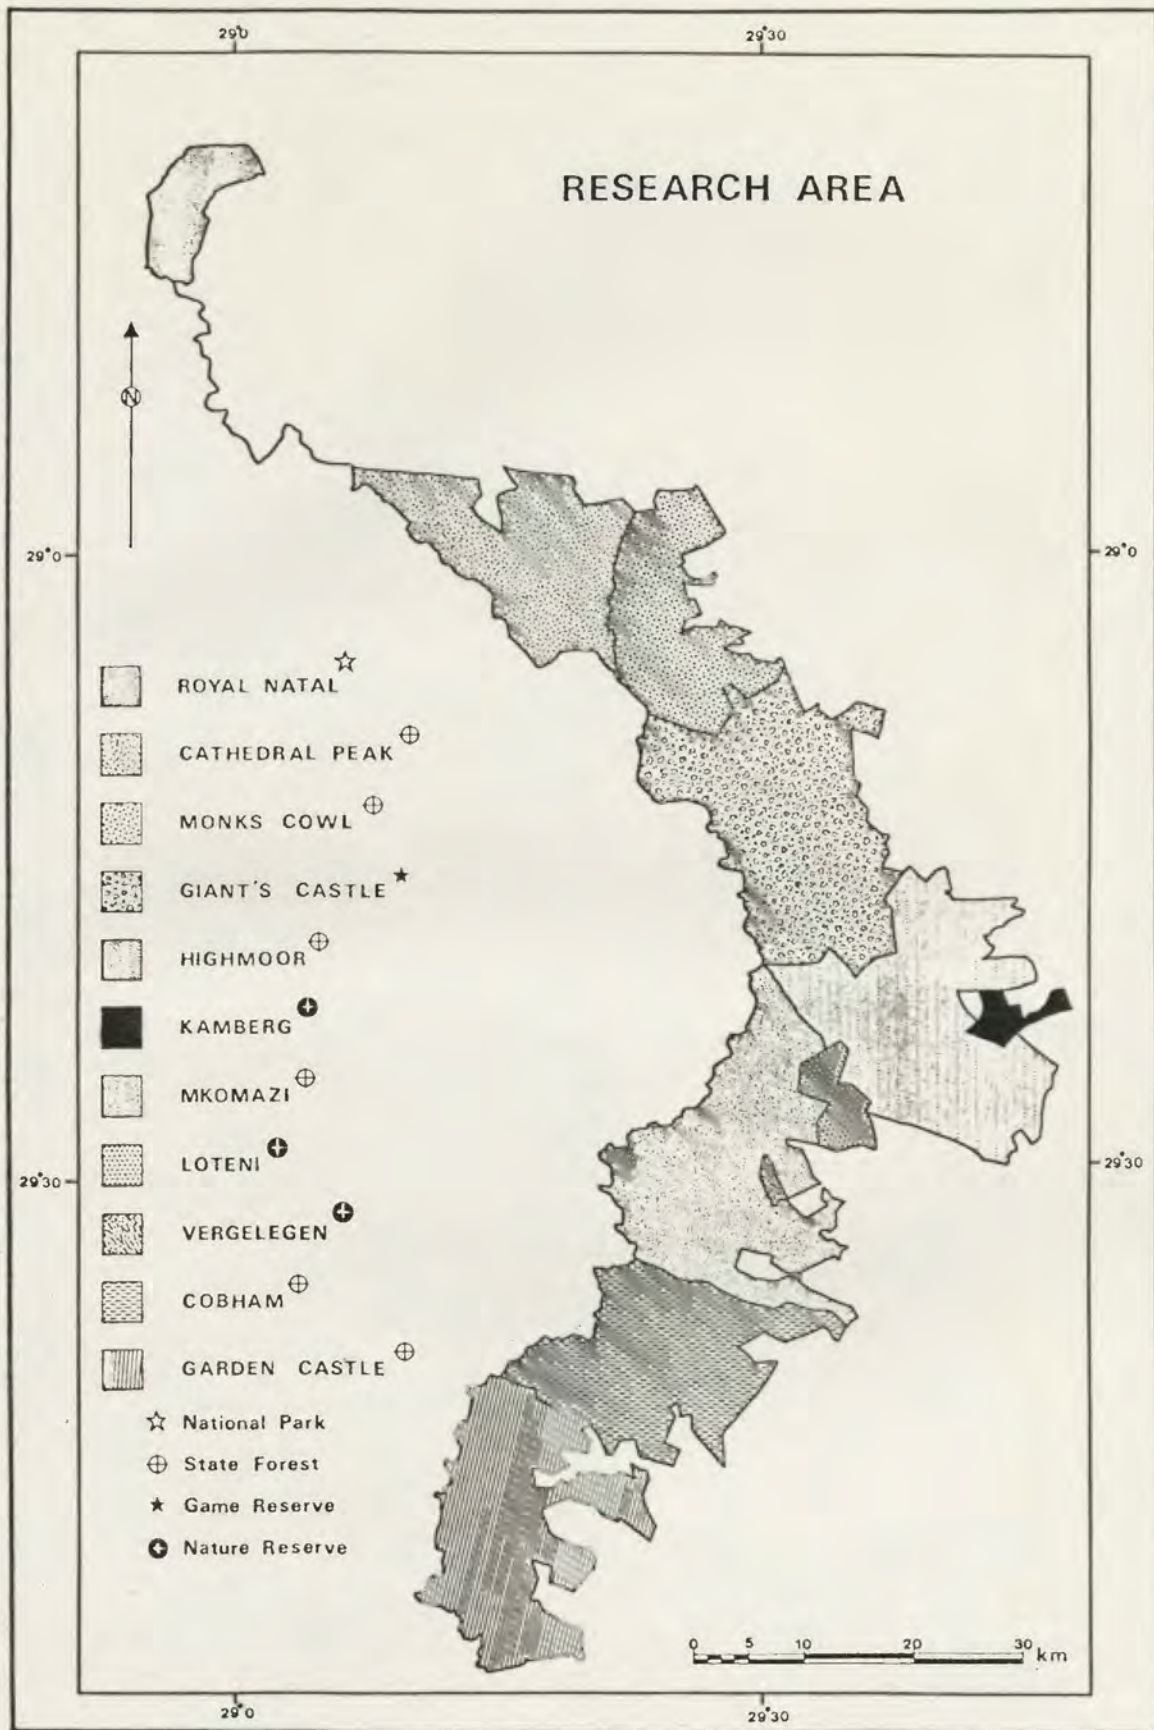 29°0
29°30
RESEARCH AREA
N
29°0
29°0
ROYAL NATAL
CATHEDRAL PEAK
MONKS COWL
GIANT'S CASTLE
HIGHMOOR
KAMBERG
MKOMAZI
LOTENI
29°30
29°30
VERGELEGEN
COBHAM
GARDEN CASTLE
National Park
State Forest
Game Reserve
Nature Reserve
0 5 10 20 30 km
29°0
29°30